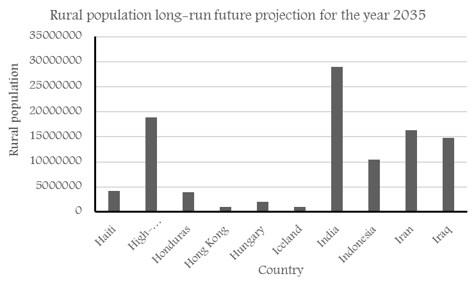 Rural population long-run future projection for the year 2035
35000000
30000000
25000000
20000000
15000000
10000000
5000000
0
Rural population
Haiti
High-...
Honduras
Hong Kong
Hungary
Iceland
India
Indonesia
Iran
Iraq
Country